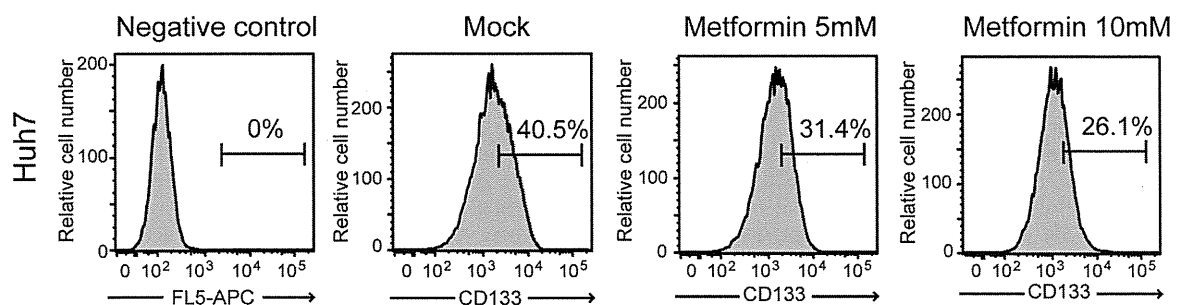 Negative control
Mock
Metformin 5mM
Metformin 10mM
Huh7
Relative cell number
200
100
0
0%
0 10² 10³ 10⁴ 10⁵
FL5-APC
Relative cell number
200
100
0
40.5%
0 10² 10³ 10⁴ 10⁵
CD133
Relative cell number
200
100
0
31.4%
0 10² 10³ 10⁴ 10⁵
CD133
Relative cell number
200
100
0
26.1%
0 10² 10³ 10⁴ 10⁵
CD133